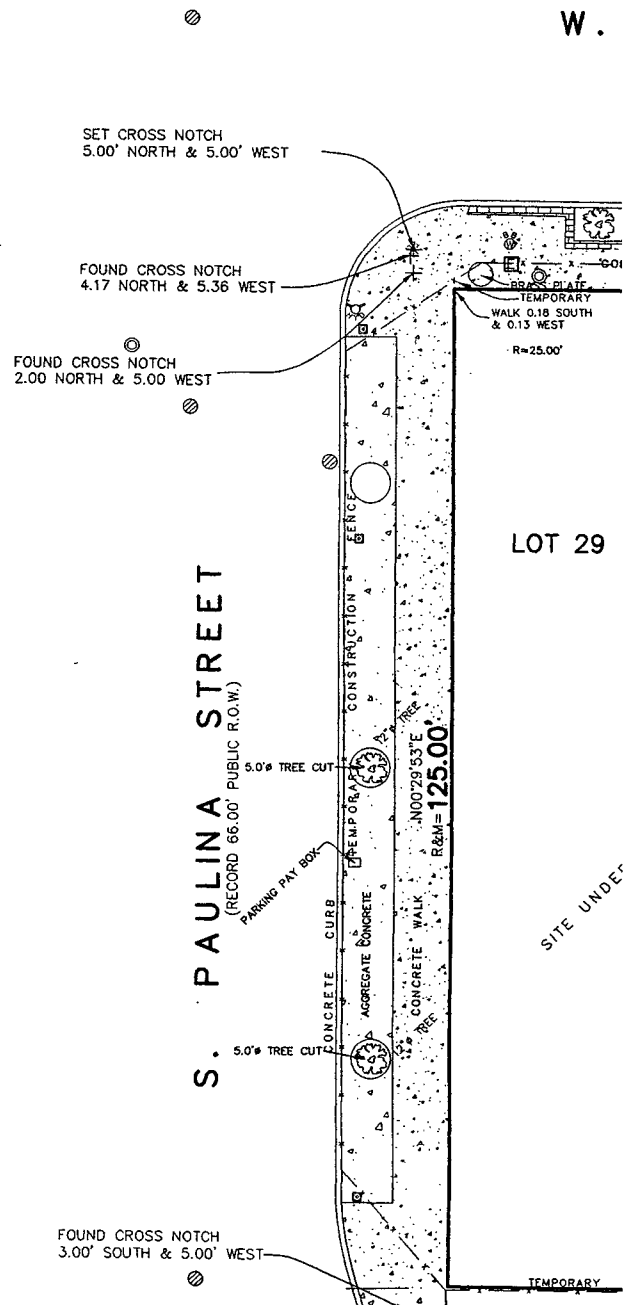 W.
SET CROSS NOTCH
5.00' NORTH & 5.00' WEST
FOUND CROSS NOTCH
4.17 NORTH & 5.36 WEST
BRASS PLATE
TEMPORARY
WALK 0.18 SOUTH
& 0.13 WEST
R=25.00'
FOUND CROSS NOTCH
2.00 NORTH & 5.00 WEST
LOT 29
S. PAULINA STREET
(RECORD 66.00' PUBLIC R.O.W.)
TEMPORARY CONSTRUCTION FENCE
12"ø TREE
5.0'ø TREE CUT
N00°29'53"E
R&M=125.00'
PARKING PAY BOX
CONCRETE CURB
AGGREGATE CONCRETE
CONCRETE WALK
SITE UNDER
12"ø TREE
5.0'ø TREE CUT
FOUND CROSS NOTCH
3.00' SOUTH & 5.00' WEST
TEMPORARY